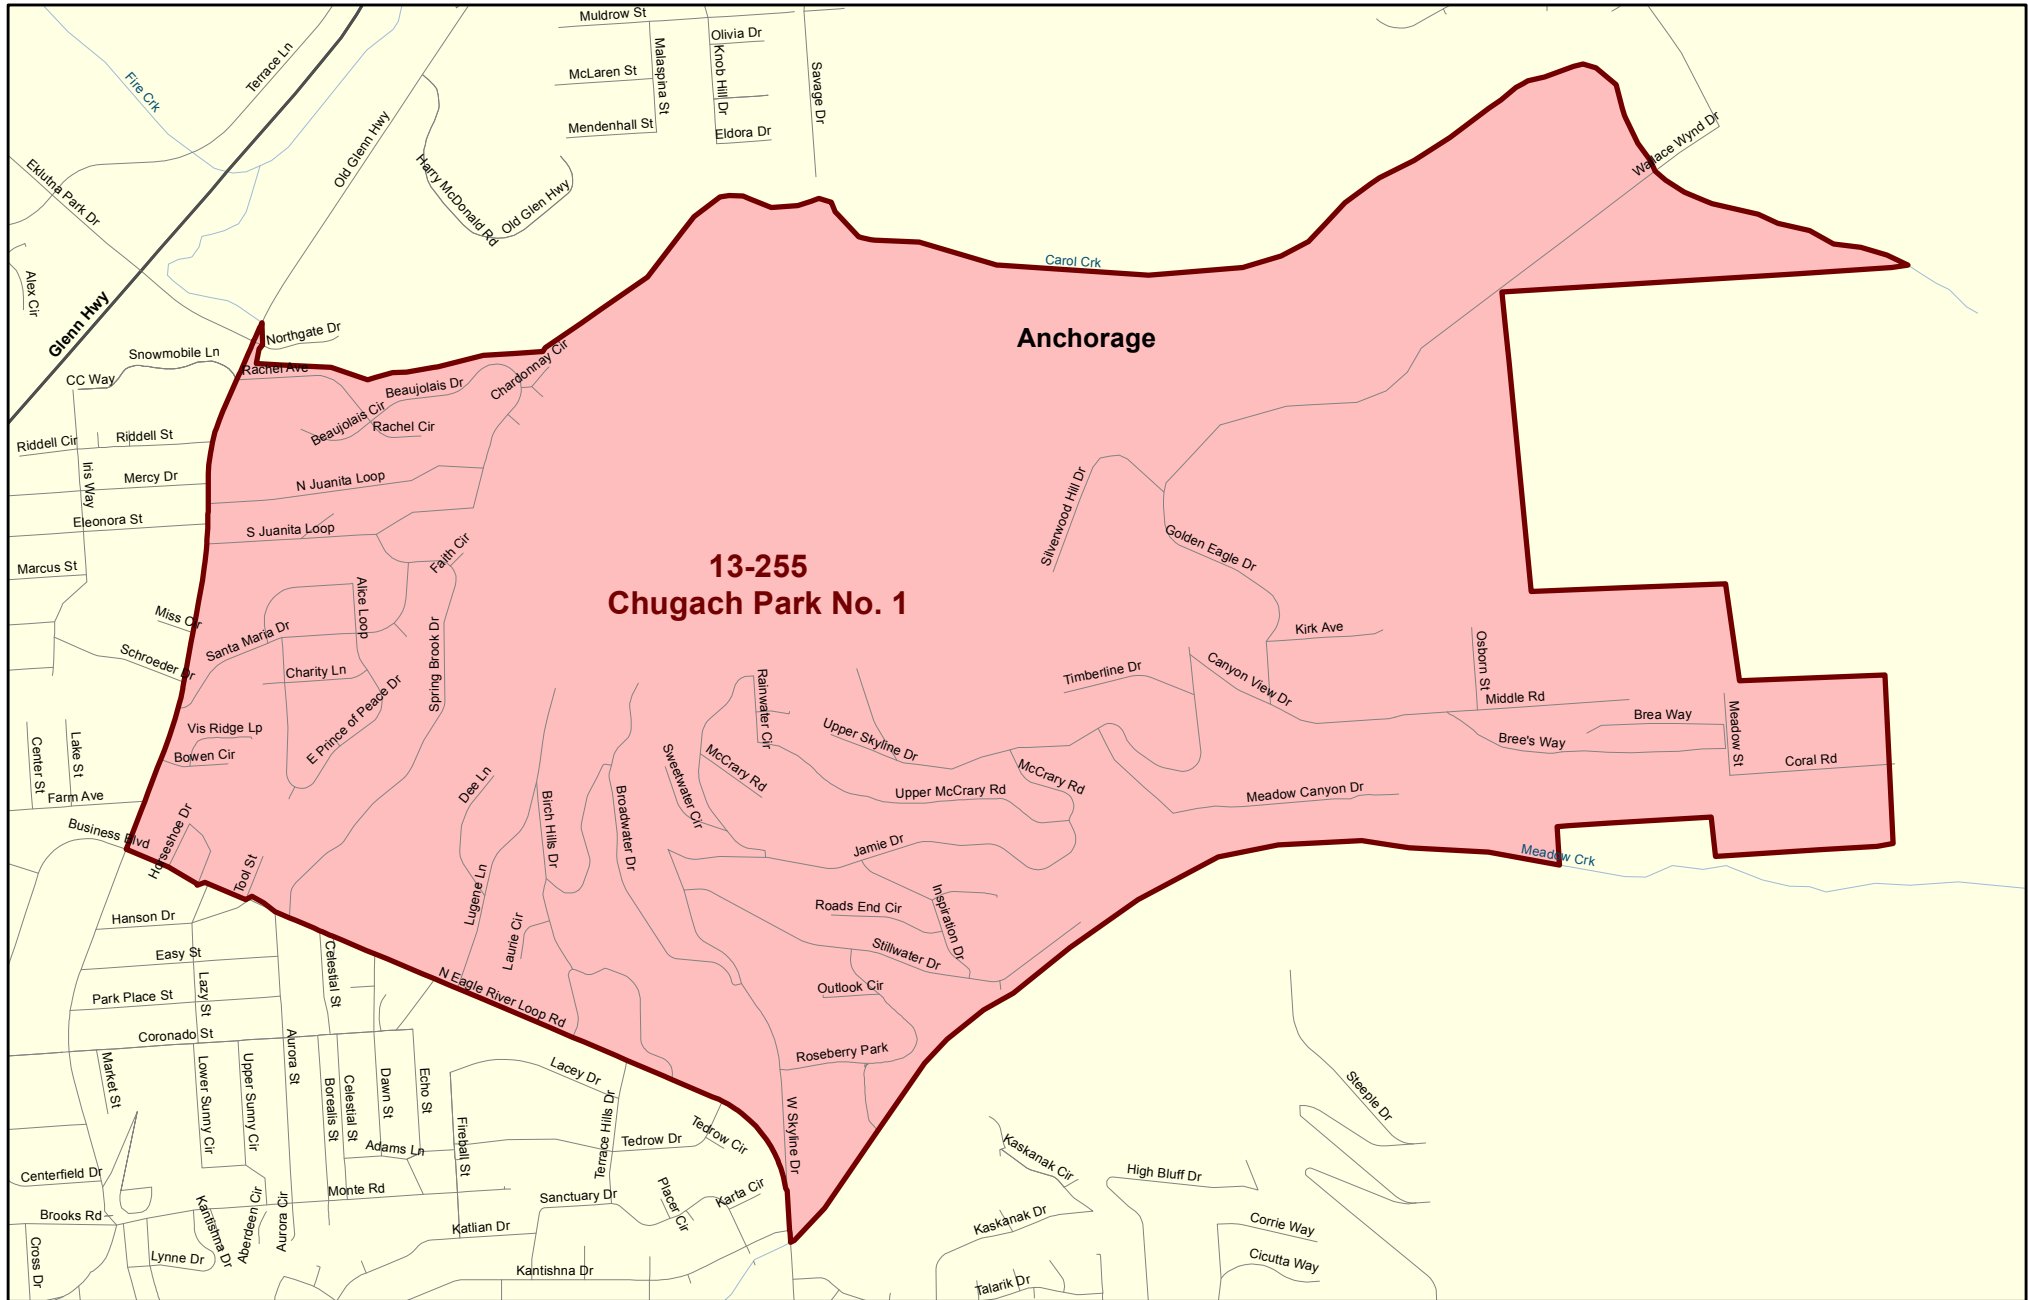 Muldrow St
Olivia Dr
Terrace Ln
Malaspina St
Knob Hill Dr
Savage Dr
McLaren St
Fire Crk
Mendenhall St
Eldora Dr
Wallace Wynd Dr
Old Glenn Hwy
Eklutna Park Dr
Harry McDonald Rd
Old Glen Hwy
Carol Crk
Alex Cir
Glenn Hwy
Northgate Dr
Anchorage
Snowmobile Ln
Rachel Ave
Chardonnay Cir
CC Way
Beaujolais Dr
Beaujolais Cir
Rachel Cir
Riddell Cir
Riddell St
Iris Way
Mercy Dr
N Juanita Loop
Silverwood Hill Dr
Eleonora St
S Juanita Loop
Faith Cir
Golden Eagle Dr
Marcus St
13-255
Chugach Park No. 1
Alice Loop
Miss Cir
Santa Maria Dr
Kirk Ave
Osborn St
Schroeder Dr
Charity Ln
Spring Brook Dr
Rainwater Cir
Timberline Dr
Canyon View Dr
Middle Rd
E Prince of Peace Dr
Vis Ridge Lp
Bowen Cir
Center St
Lake St
Sweetwater Cir
McCrary Rd
Upper Skyline Dr
Brea Way
Bree's Way
Meadow St
Coral Rd
Farm Ave
Dee Ln
Birch Hills Dr
Broadwater Dr
Upper McCrary Rd
McCrary Rd
Meadow Canyon Dr
Business Blvd
Horseshoe Dr
Tool St
Jamie Dr
Meadow Crk
Lugene Ln
Laurie Cir
Hanson Dr
Roads End Cir
Inspiration Dr
Easy St
Celestial St
Stillwater Dr
Lazy St
N Eagle River Loop Rd
Park Place St
Outlook Cir
Coronado St
Aurora St
Roseberry Park
Market St
Lower Sunny Cir
Upper Sunny Cir
Borealis St
Celestial St
Dawn St
Echo St
Lacey Dr
Steeple Dr
Fireball St
Terrace Hills Dr
W Skyline Dr
Adams Ln
Tedrow Dr
Tedrow Cir
Kaskanak Cir
Centerfield Dr
High Bluff Dr
Monte Rd
Sanctuary Dr
Placer Cir
Karta Cir
Brooks Rd
Kantishna Dr
Aberdeen Cir
Aurora Cir
Katlian Dr
Kaskanak Dr
Corrie Way
Cross Dr
Lynne Dr
Kantishna Dr
Cicutta Way
Talarik Dr